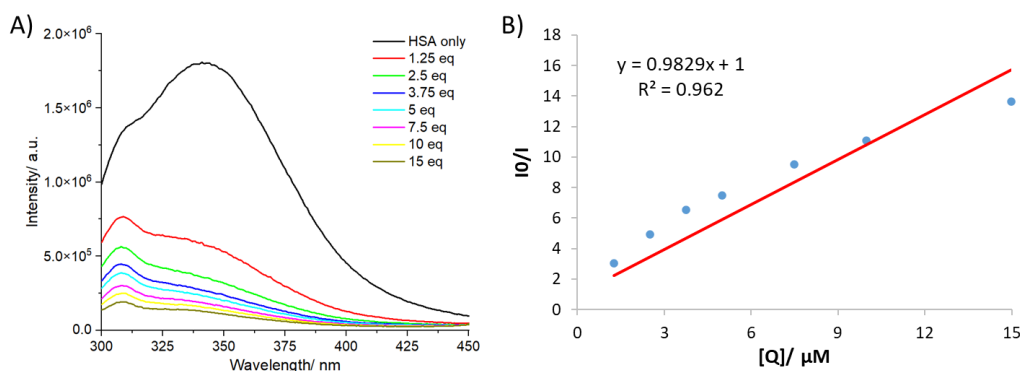 A)
2.0×10⁶
1.5×10⁶
1.0×10⁶
5.0×10⁵
0.0
Intensity/ a.u.
300
325
350
375
400
425
450
Wavelength/ nm
HSA only
1.25 eq
2.5 eq
3.75 eq
5 eq
7.5 eq
10 eq
15 eq
B)
18
16
14
12
10
8
6
4
2
0
I0/I
y = 0.9829x + 1
R² = 0.962
0
3
6
9
12
15
[Q]/ µM